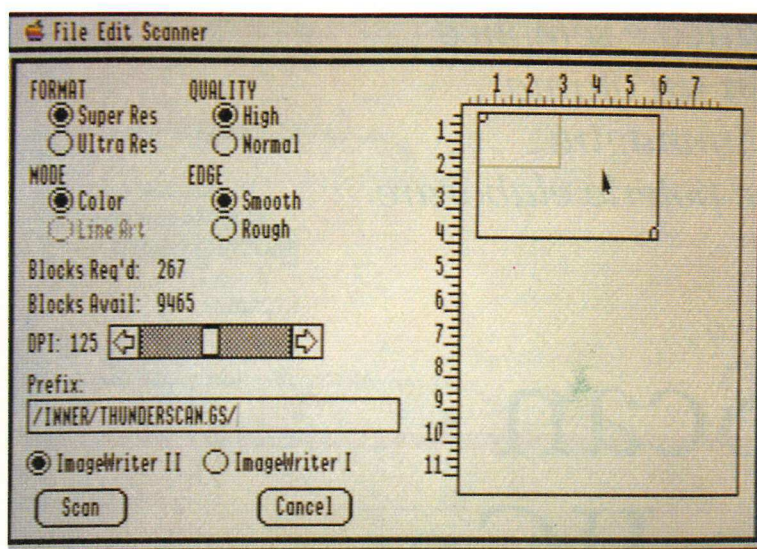 File Edit Scanner
FORMAT QUALITY
Super Res High
Ultra Res Normal
MODE EDGE
Color Smooth
Line Art Rough
Blocks Req'd: 267
Blocks Avail: 9465
DPI: 125
Prefix:
/INNER/THUNDERSCAN.GS/
ImageWriter II ImageWriter I
Scan Cancel
1 2 3 4 5 6 7
1
2
3
4
5
6
7
8
9
10
11